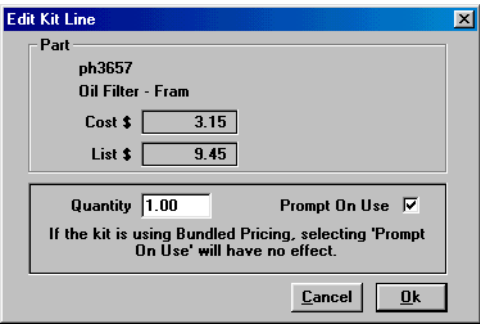 Edit Kit Line
Part
ph3657
Oil Filter - Fram
Cost $ 3.15
List $ 9.45
Quantity 1.00 Prompt On Use
If the kit is using Bundled Pricing, selecting 'Prompt
On Use' will have no effect.
Cancel Ok